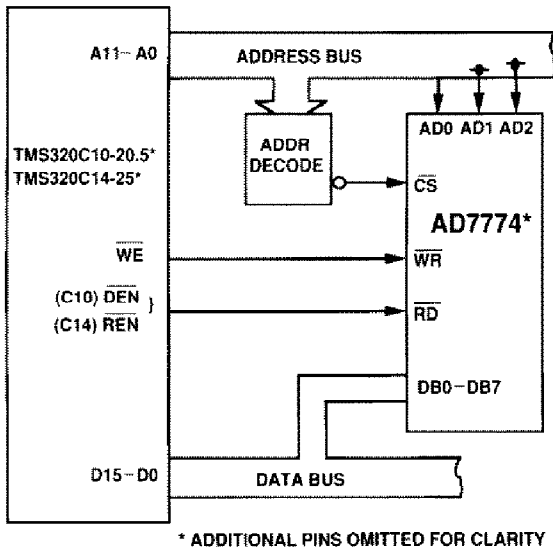 A11–A0
ADDRESS BUS
AD0 AD1 AD2
ADDR
DECODE
TMS320C10-20.5*
TMS320C14-25*
CS
AD7774*
WE
WR
(C10) DEN }
(C14) REN
RD
DB0–DB7
D15–D0
DATA BUS
* ADDITIONAL PINS OMITTED FOR CLARITY